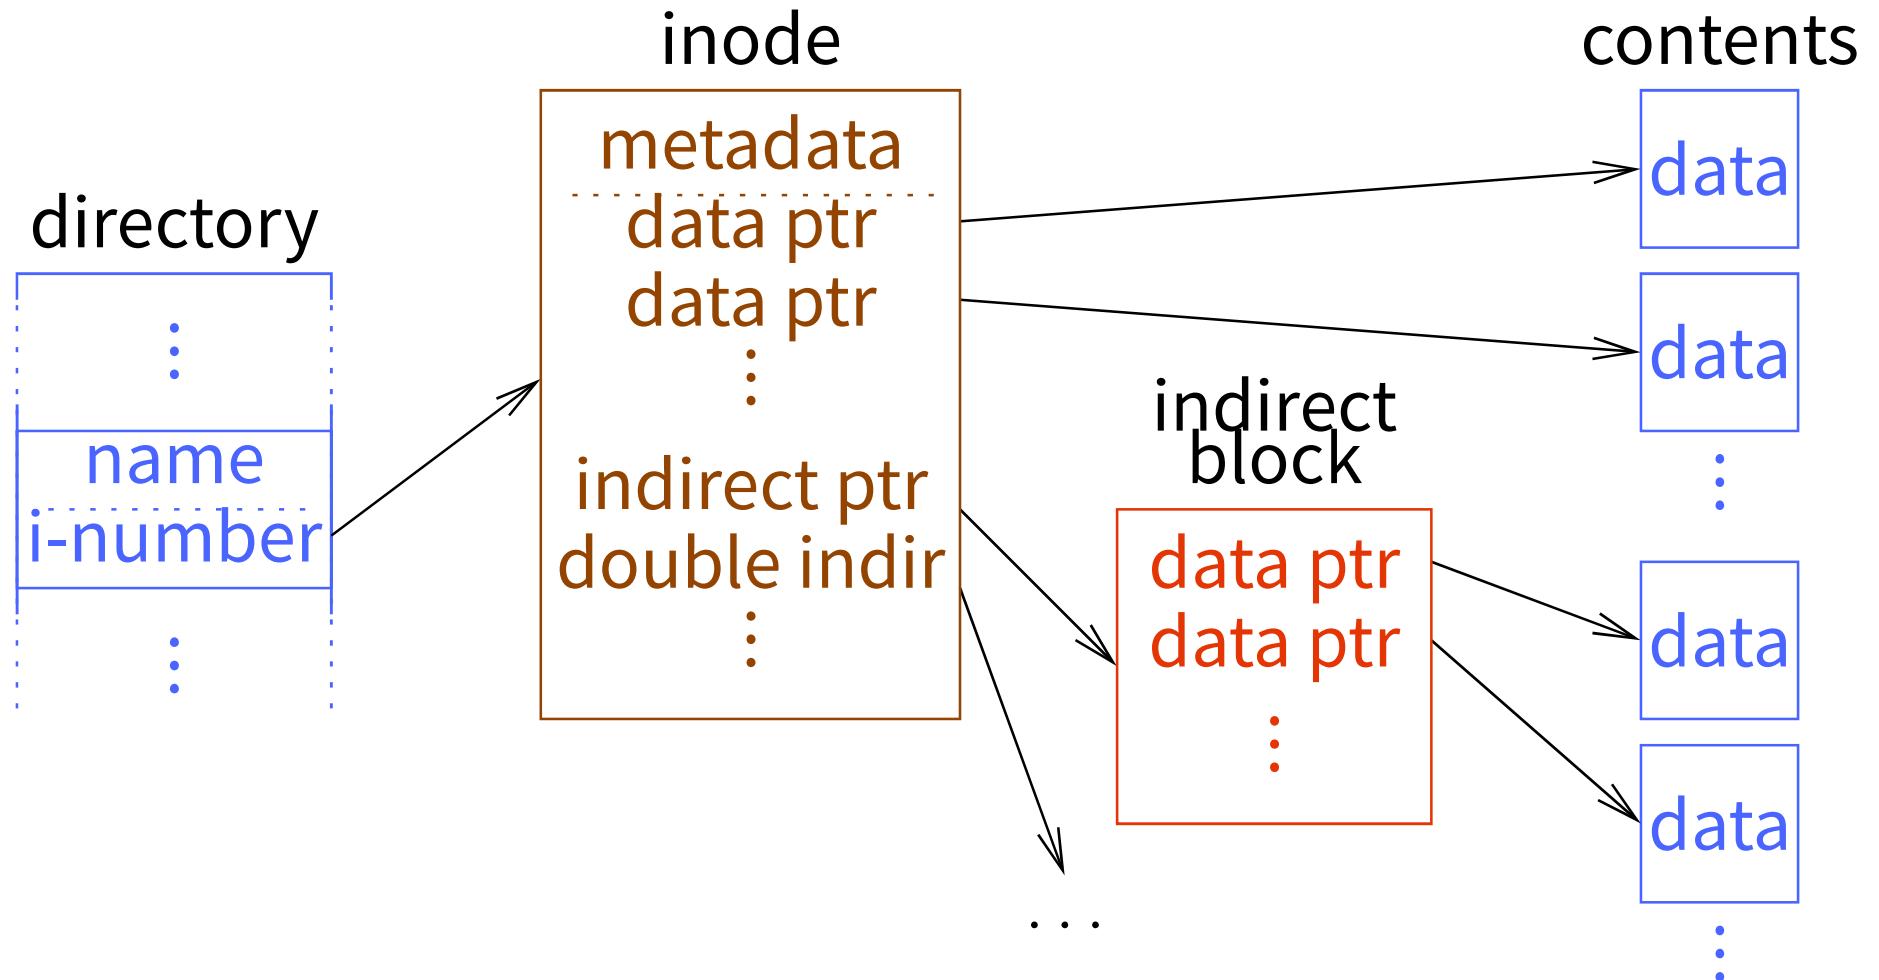 directory
name
i-number
inode
metadata
data ptr
data ptr
indirect ptr
double indir
indirect
block
data ptr
data ptr
. . .
contents
data
data
data
data